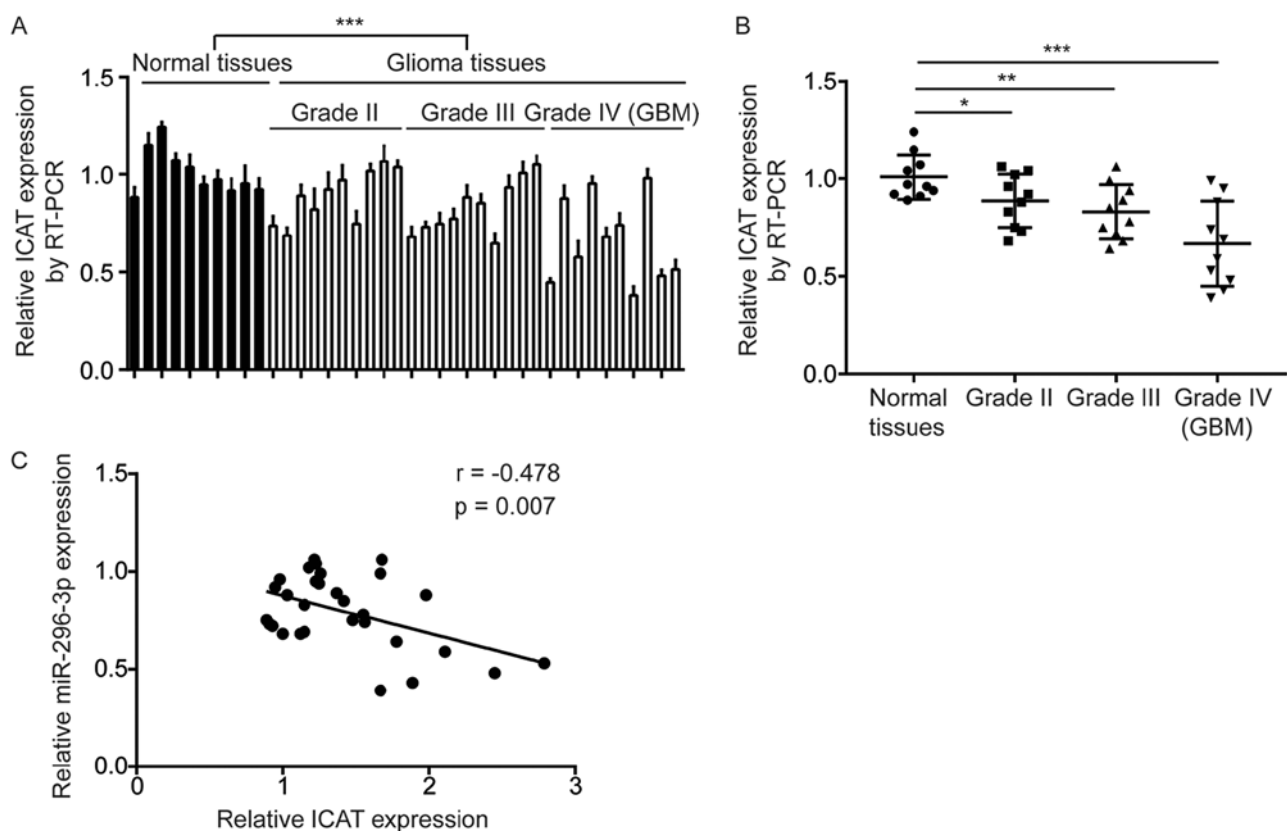 A
***
Normal tissues
Glioma tissues
Grade II
Grade III
Grade IV (GBM)
Relative ICAT expression
by RT-PCR
1.5
1.0
0.5
0.0
B
***
**
*
Relative ICAT expression
by RT-PCR
1.5
1.0
0.5
0.0
Normal
tissues
Grade II
Grade III
Grade IV
(GBM)
C
r = -0.478
p = 0.007
Relative miR-296-3p expression
1.5
1.0
0.5
0.0
0 1 2 3
Relative ICAT expression